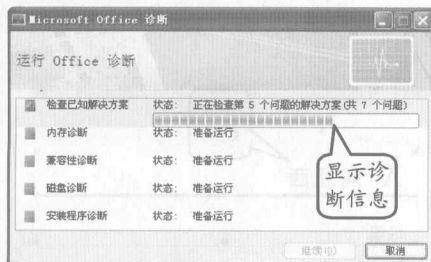 Microsoft Office 诊断
运行 Office 诊断
检查已知解决方案 状态: 正在检查第 5 个问题的解决方案(共 7 个问题)
内存诊断 状态: 准备运行
兼容性诊断 状态: 准备运行
磁盘诊断 状态: 准备运行
安装程序诊断 状态: 准备运行
显示诊
断信息
继续(O) 取消